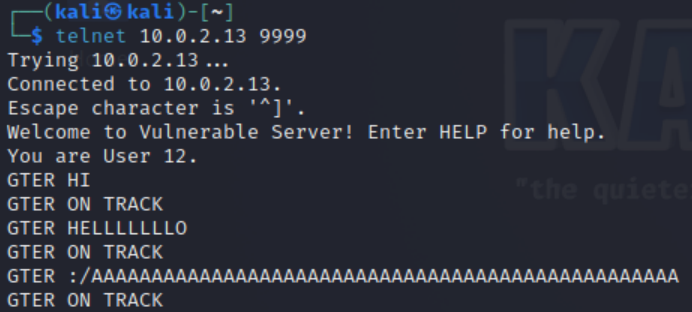 ┌──(kali㉿kali)-[~]
└─$ telnet 10.0.2.13 9999
Trying 10.0.2.13...
Connected to 10.0.2.13.
Escape character is '^]'.
Welcome to Vulnerable Server! Enter HELP for help.
You are User 12.
GTER HI
GTER ON TRACK
GTER HELLLLLLLO
GTER ON TRACK
GTER :/AAAAAAAAAAAAAAAAAAAAAAAAAAAAAAAAAAAAAAAAAAAAAAAAA
GTER ON TRACK
KA
"the quiete